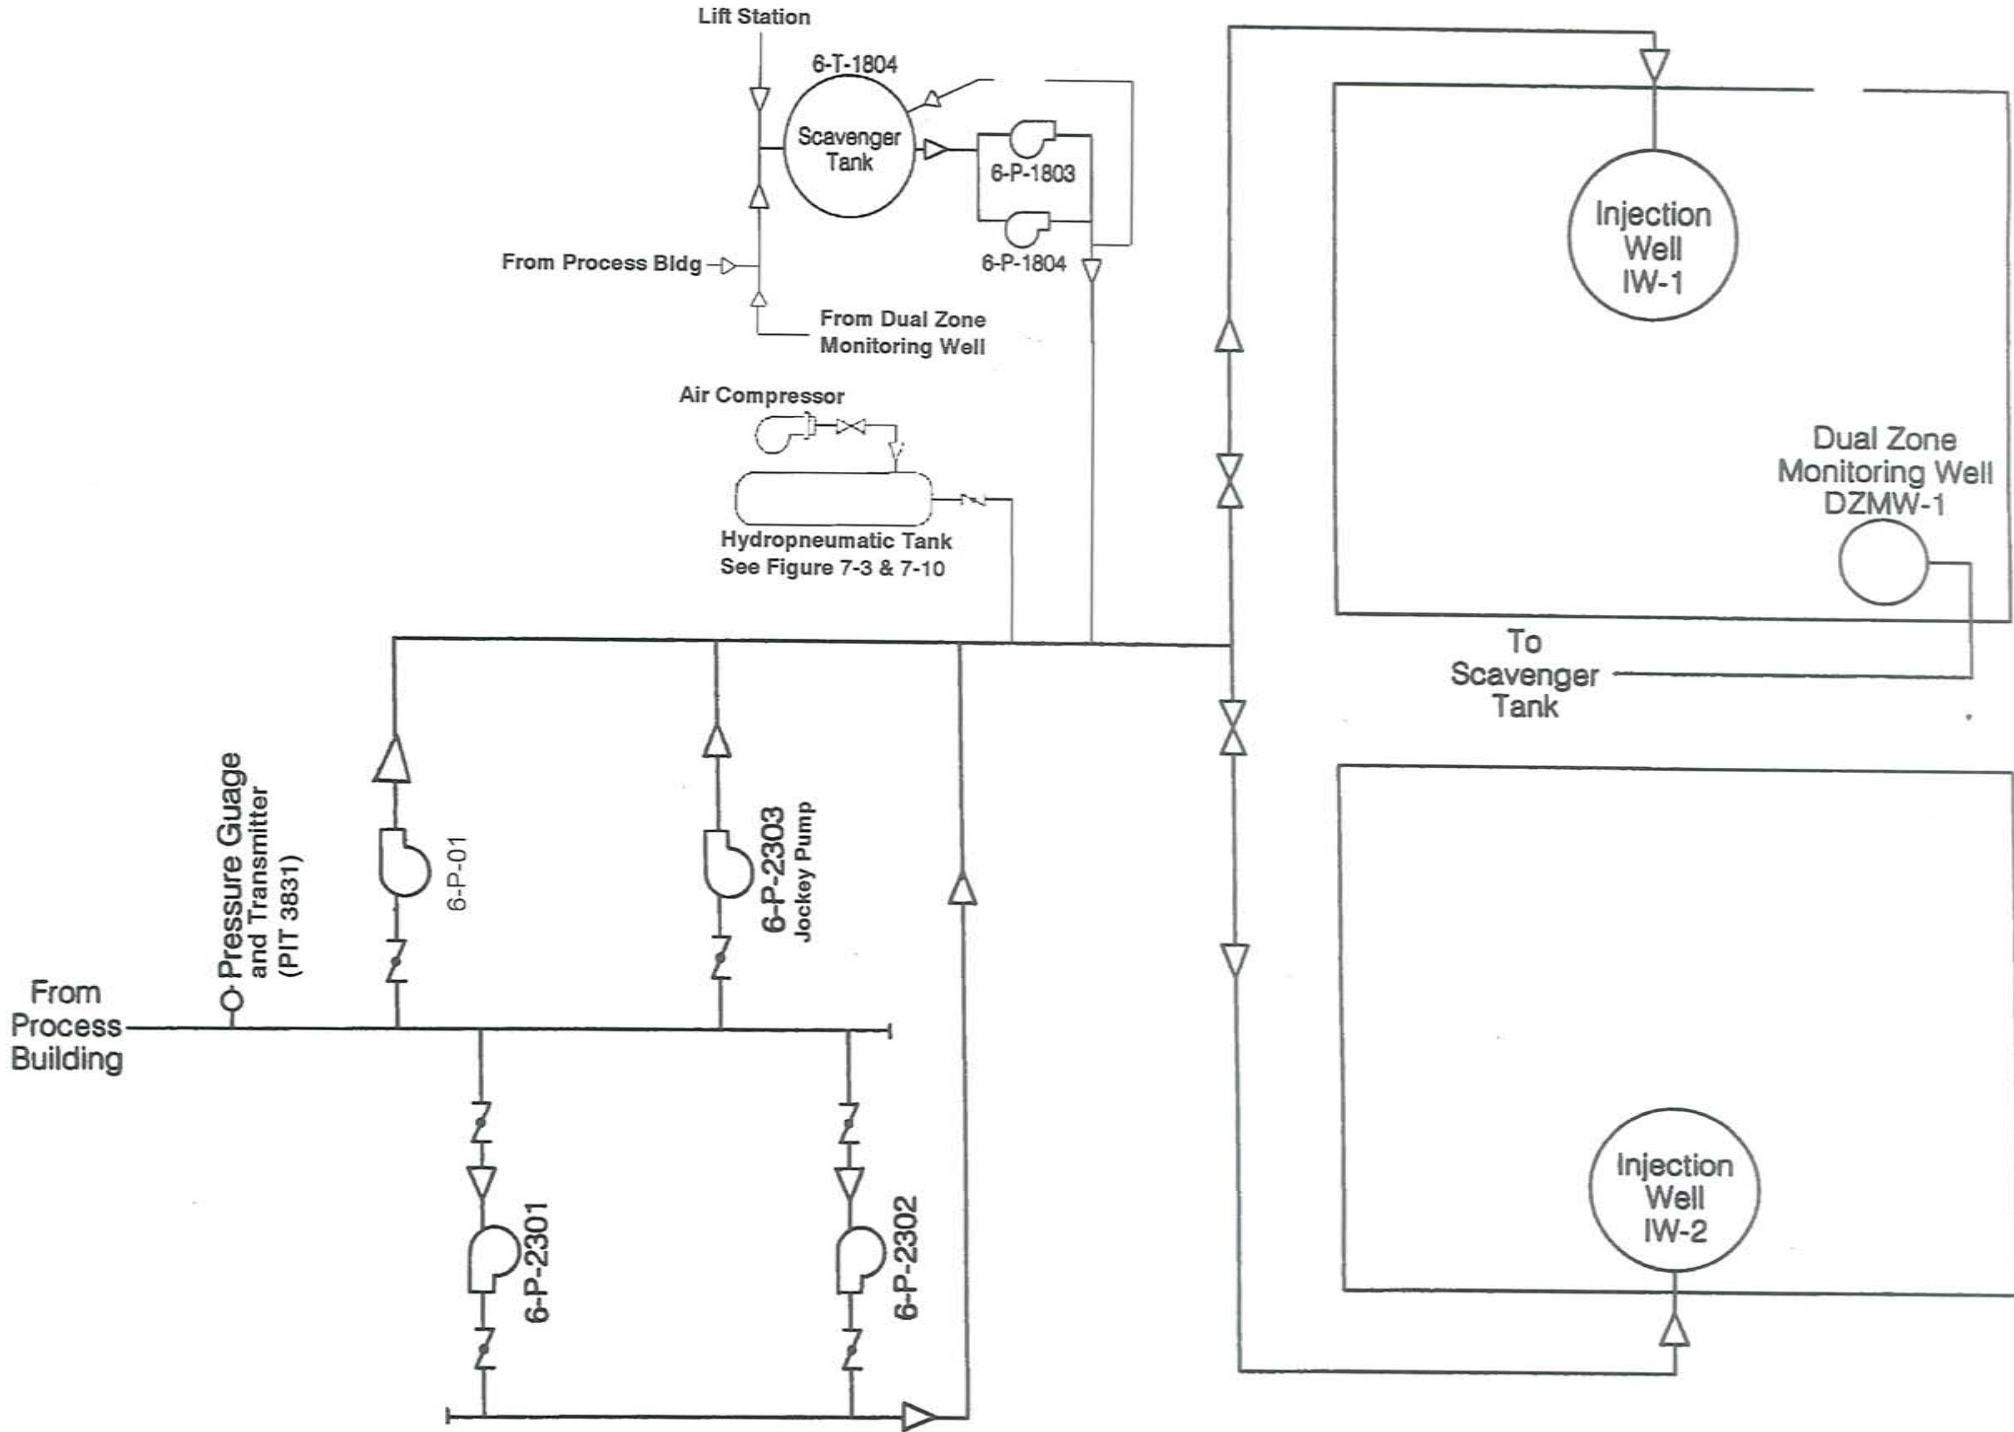 Lift Station
6-T-1804
Scavenger
Tank
6-P-1803
6-P-1804
From Process Bldg
From Dual Zone
Monitoring Well
Air Compressor
Hydropneumatic Tank
See Figure 7-3 & 7-10
Injection
Well
IW-1
Dual Zone
Monitoring Well
DZMW-1
To
Scavenger
Tank
Pressure Guage
and Transmitter
(PIT 3831)
6-P-01
6-P-2303
Jockey Pump
From
Process
Building
6-P-2301
6-P-2302
Injection
Well
IW-2